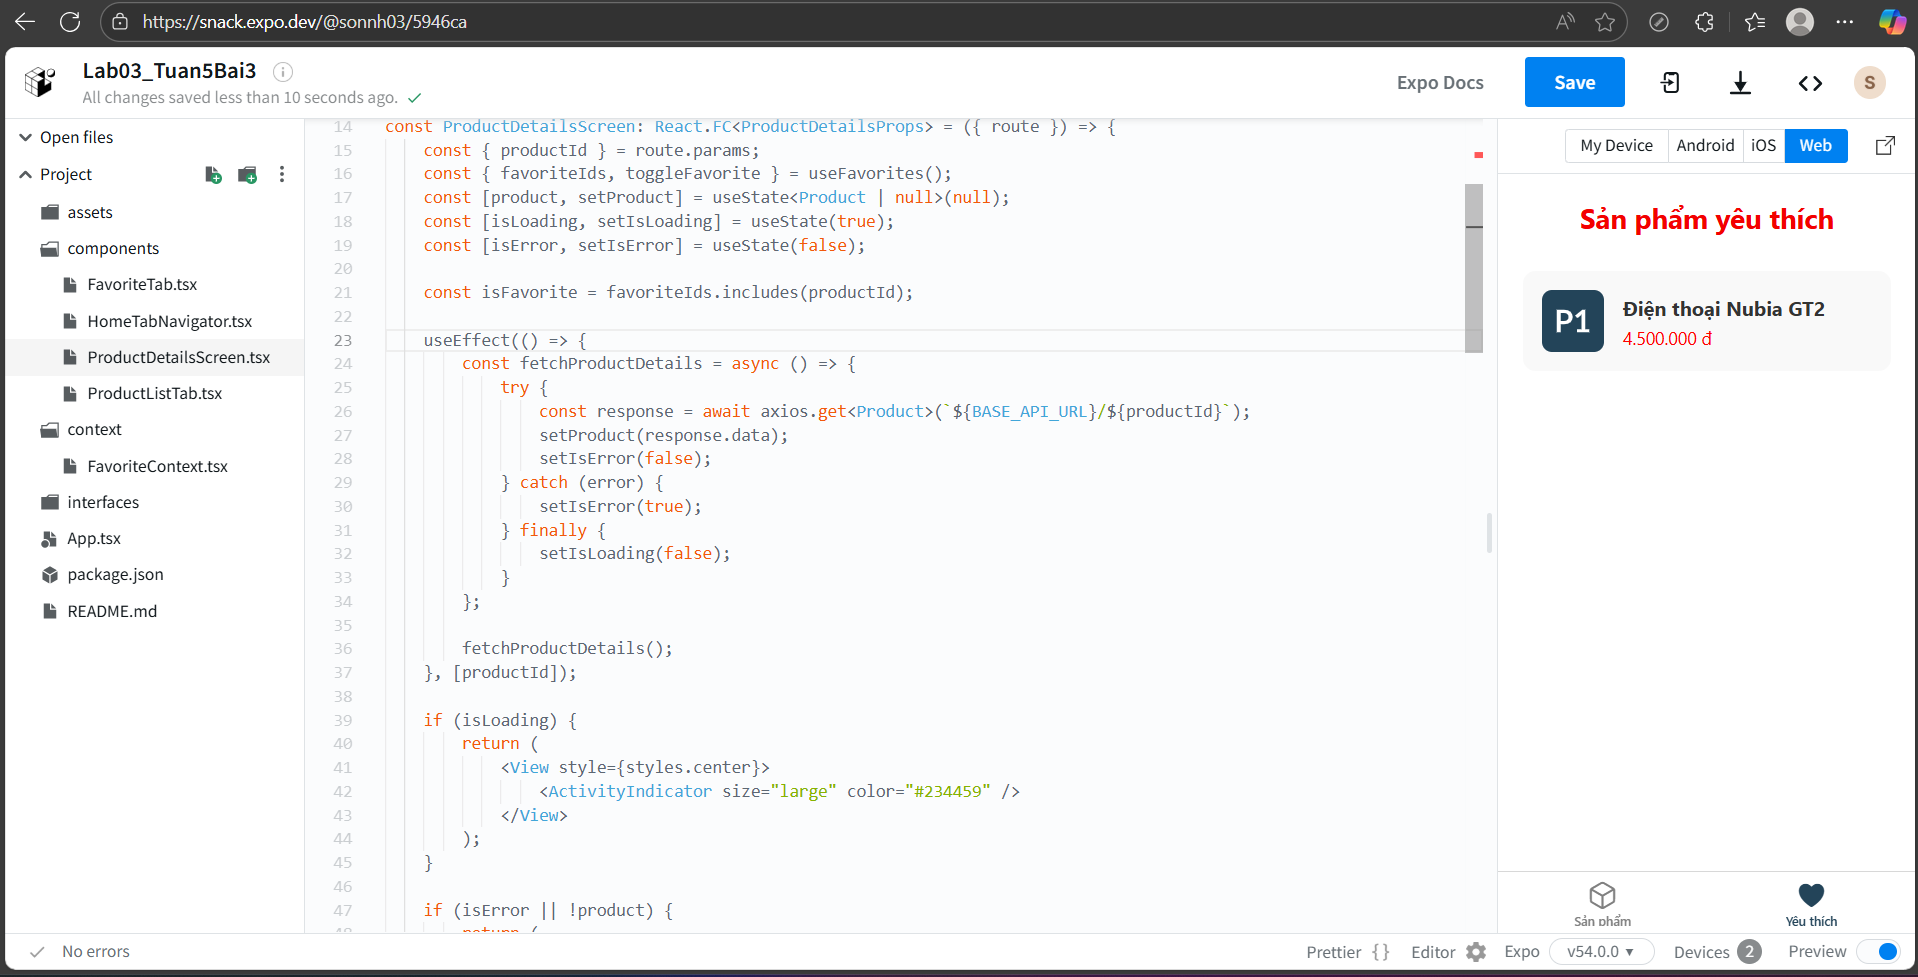 https://snack.expo.dev/@sonnh03/5946ca
Lab03_Tuan5Bai3
All changes saved less than 10 seconds ago.
Expo Docs
Save
S
Open files
Project
assets
components
FavoriteTab.tsx
HomeTabNavigator.tsx
ProductDetailsScreen.tsx
ProductListTab.tsx
context
FavoriteContext.tsx
interfaces
App.tsx
package.json
README.md
14 const ProductDetailsScreen: React.FC<ProductDetailsProps> = ({ route }) => {
15 const { productId } = route.params;
16 const { favoriteIds, toggleFavorite } = useFavorites();
17 const [product, setProduct] = useState<Product | null>(null);
18 const [isLoading, setIsLoading] = useState(true);
19 const [isError, setIsError] = useState(false);
20
21 const isFavorite = favoriteIds.includes(productId);
22
23 useEffect(() => {
24 const fetchProductDetails = async () => {
25 try {
26 const response = await axios.get<Product>(`${BASE_API_URL}/${productId}`);
27 setProduct(response.data);
28 setIsError(false);
29 } catch (error) {
30 setIsError(true);
31 } finally {
32 setIsLoading(false);
33 }
34 };
35
36 fetchProductDetails();
37 }, [productId]);
38
39 if (isLoading) {
40 return (
41 <View style={styles.center}>
42 <ActivityIndicator size="large" color="#234459" />
43 </View>
44 );
45 }
46
47 if (isError || !product) {
48 return (
My Device
Android
iOS
Web
Sản phẩm yêu thích
P1
Điện thoại Nubia GT2
4.500.000 đ
Sản phẩm
Yêu thích
No errors
Prettier { }
Editor
Expo
v54.0.0
Devices 2
Preview